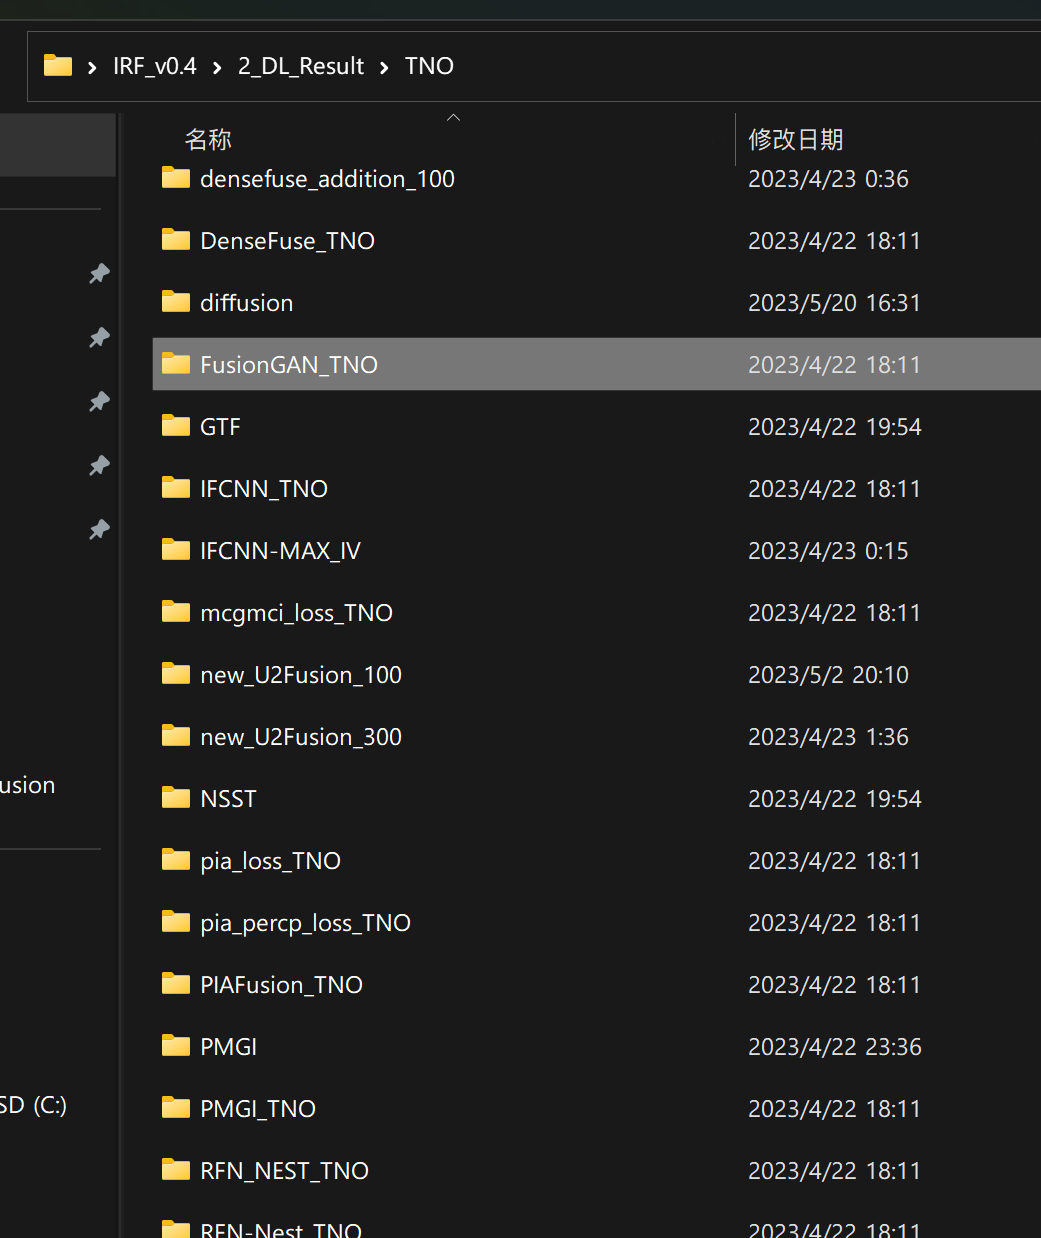 IRF_v0.4 › 2_DL_Result › TNO
名称 修改日期
densefuse_addition_100 2023/4/23 0:36
DenseFuse_TNO 2023/4/22 18:11
diffusion 2023/5/20 16:31
FusionGAN_TNO 2023/4/22 18:11
GTF 2023/4/22 19:54
IFCNN_TNO 2023/4/22 18:11
IFCNN-MAX_IV 2023/4/23 0:15
mcgmci_loss_TNO 2023/4/22 18:11
new_U2Fusion_100 2023/5/2 20:10
new_U2Fusion_300 2023/4/23 1:36
usion
NSST 2023/4/22 19:54
pia_loss_TNO 2023/4/22 18:11
pia_percp_loss_TNO 2023/4/22 18:11
PIAFusion_TNO 2023/4/22 18:11
PMGI 2023/4/22 23:36
SD (C:)
PMGI_TNO 2023/4/22 18:11
RFN_NEST_TNO 2023/4/22 18:11
RFN-Nest_TNO 2023/4/22 18:11